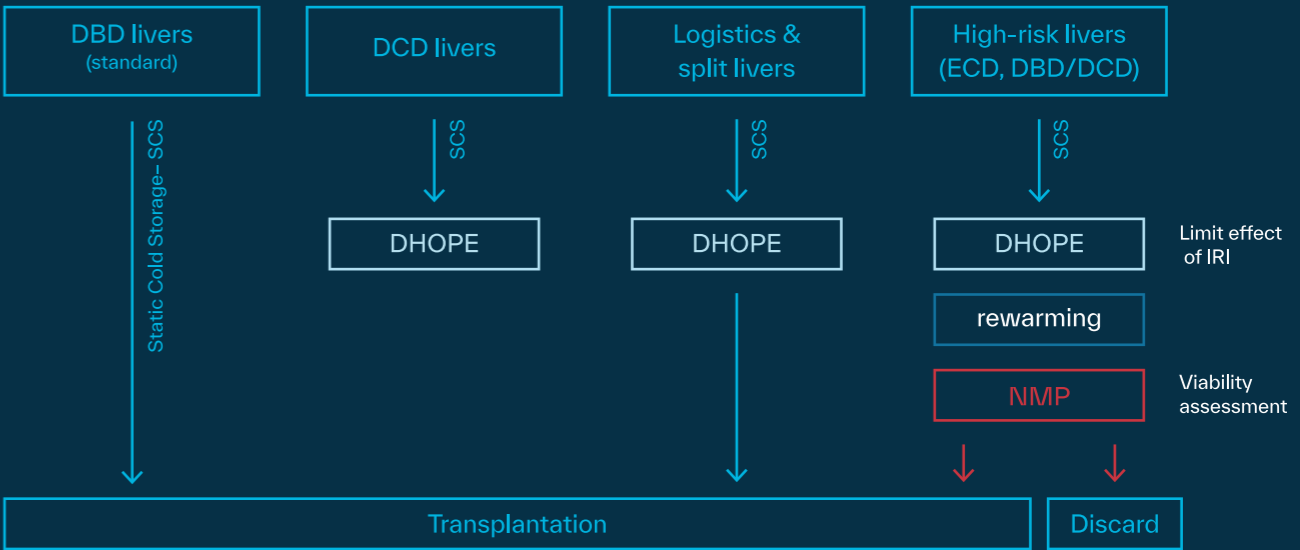 DBD livers
(standard)
DCD livers
Logistics &
split livers
High-risk livers
(ECD, DBD/DCD)
Static Cold Storage– SCS
SCS
SCS
SCS
DHOPE
DHOPE
DHOPE
Limit effect
of IRI
rewarming
NMP
Viability
assessment
Transplantation
Discard